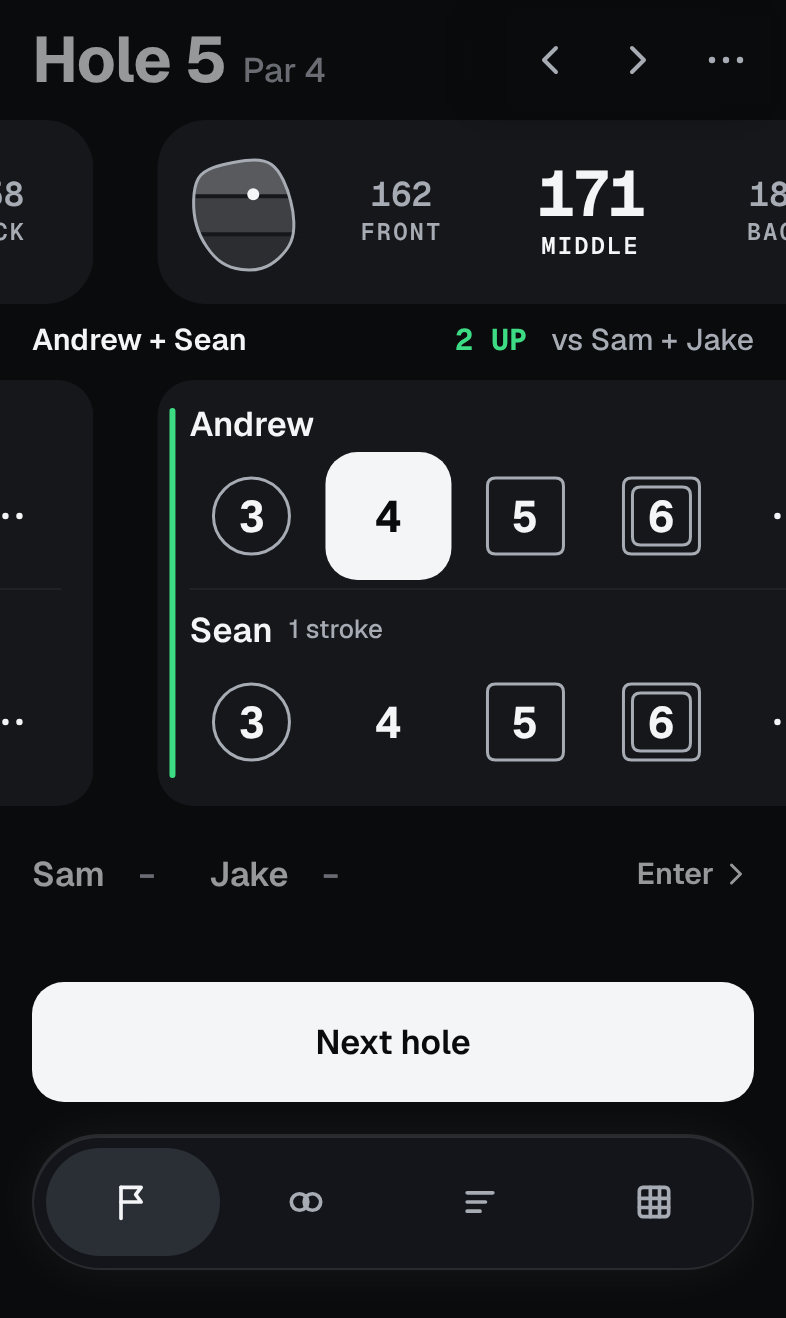 Hole 5 Par 4
162 171
FRONT MIDDLE
Andrew + Sean 2 UP vs Sam + Jake
Andrew
3 4 5 6
Sean 1 stroke
3 4 5 6
Sam – Jake – Enter
Next hole